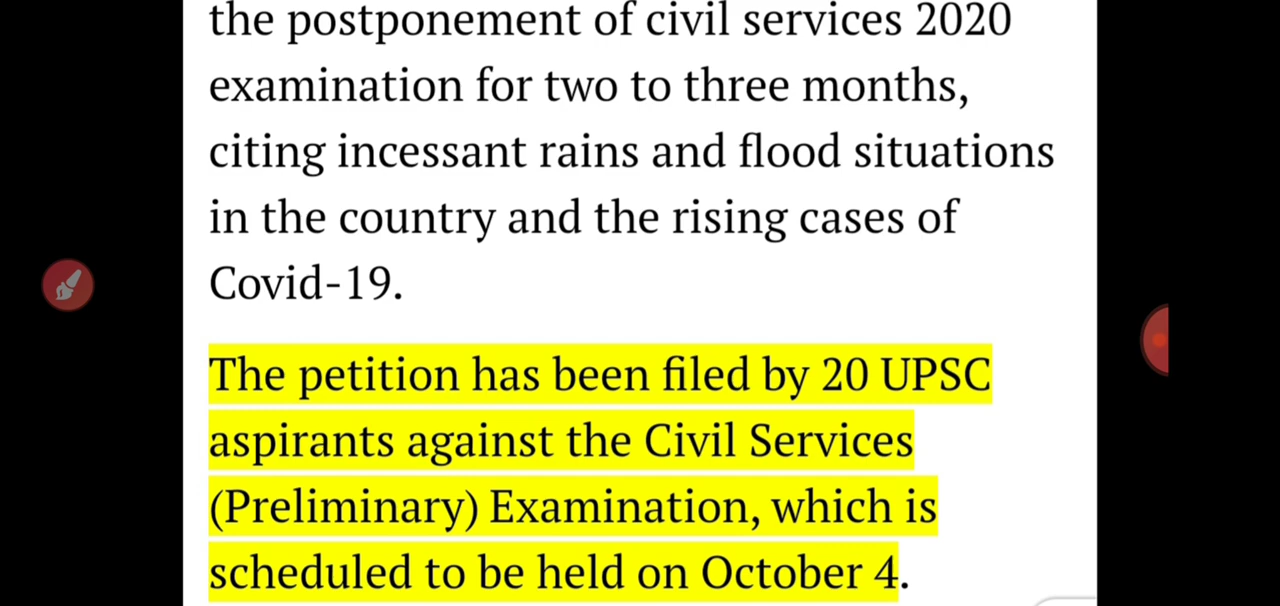 the postponement of civil services 2020
examination for two to three months,
citing incessant rains and flood situations
in the country and the rising cases of
Covid-19.
The petition has been filed by 20 UPSC
aspirants against the Civil Services
(Preliminary) Examination, which is
scheduled to be held on October 4.